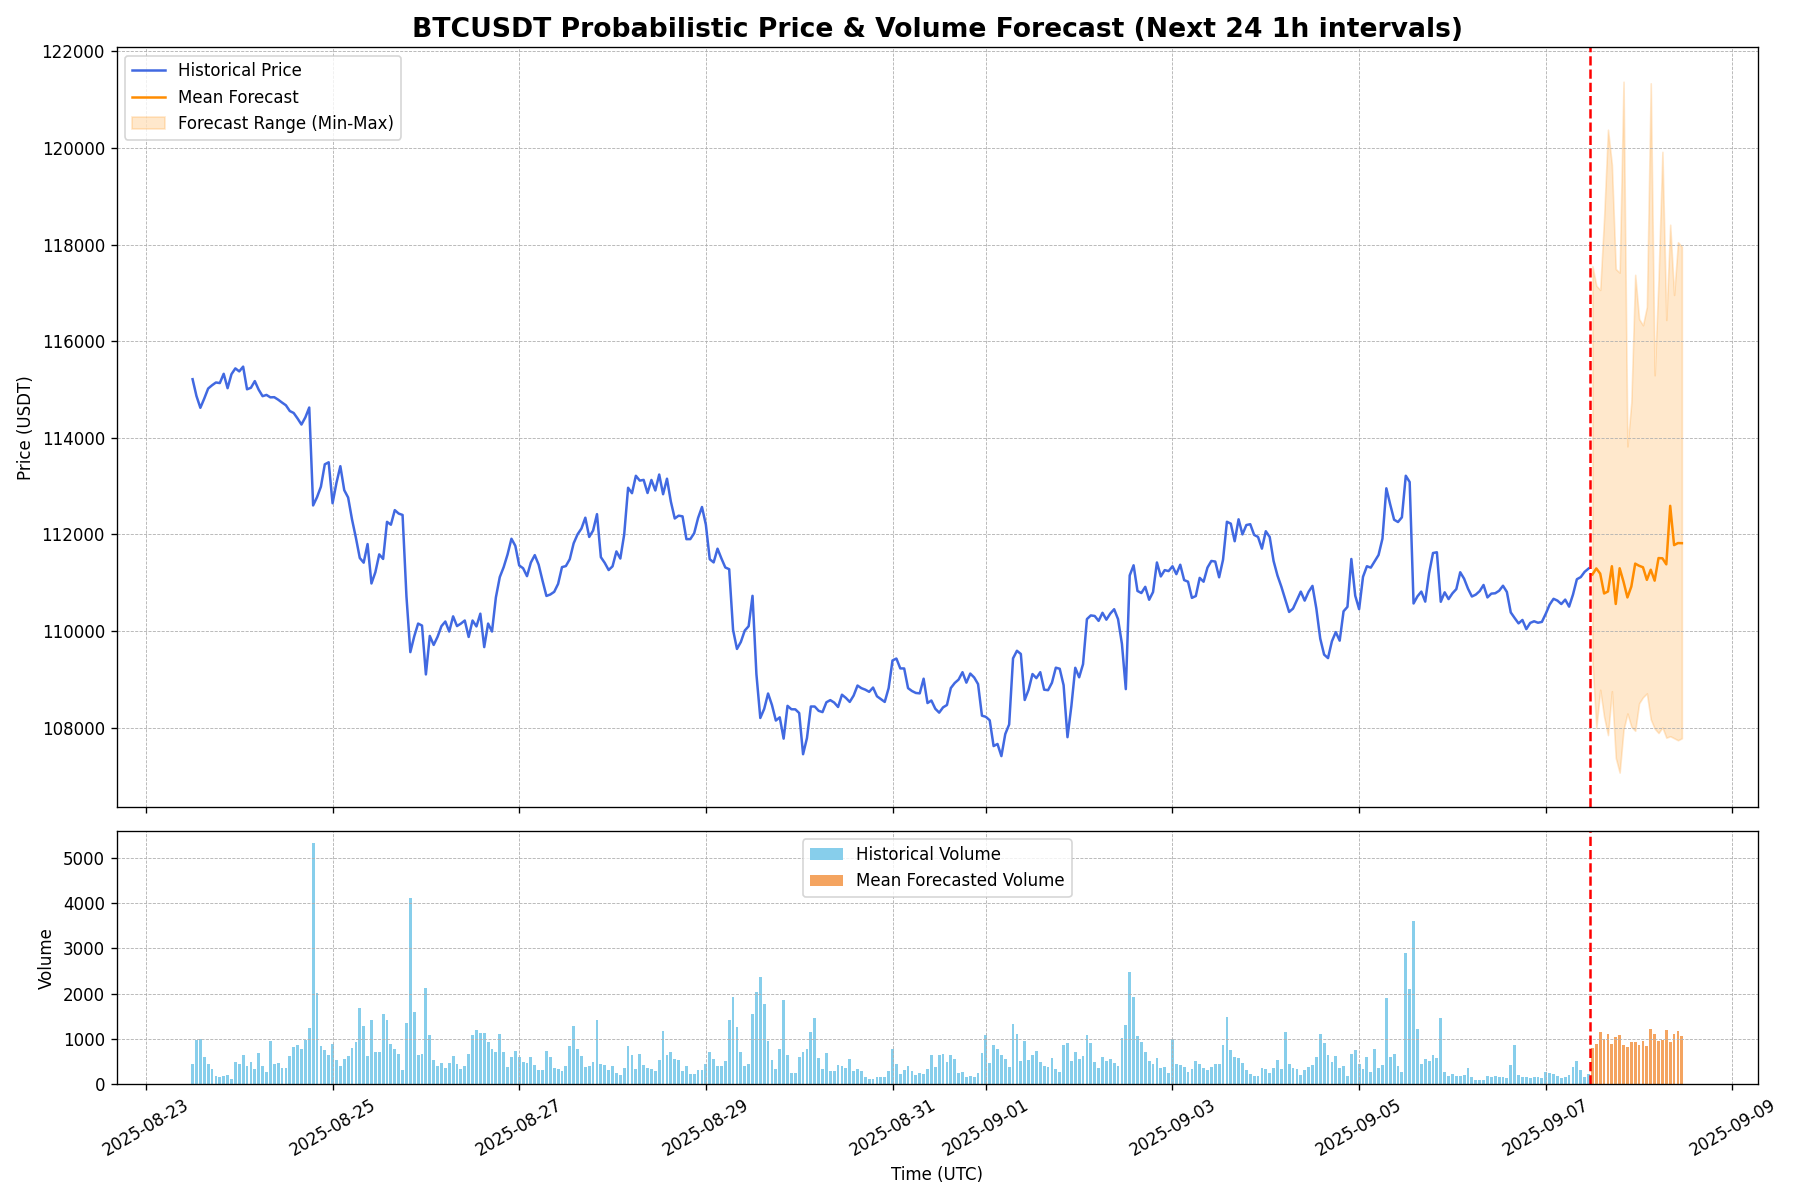 BTCUSDT Probabilistic Price & Volume Forecast (Next 24 1h intervals)
Historical Price
Mean Forecast
Forecast Range (Min-Max)
Price (USDT)
122000
120000
118000
116000
114000
112000
110000
108000
Historical Volume
Mean Forecasted Volume
Volume
5000
4000
3000
2000
1000
0
2025-08-23
2025-08-25
2025-08-27
2025-08-29
2025-08-31
2025-09-01
2025-09-03
2025-09-05
2025-09-07
2025-09-09
Time (UTC)